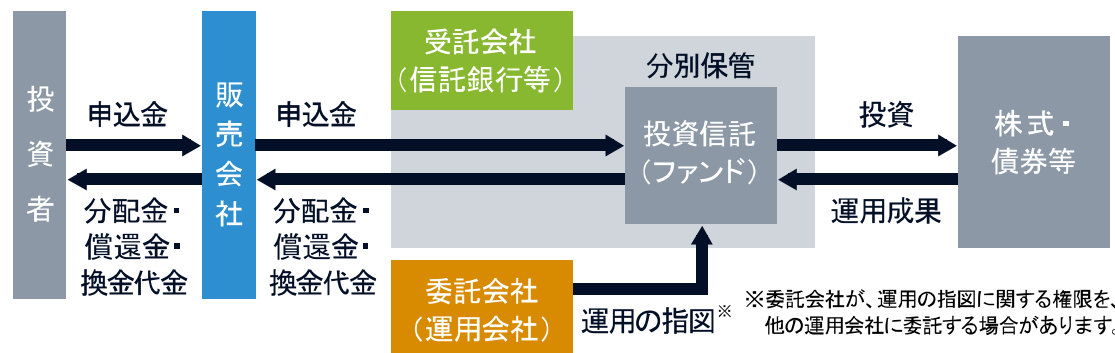 投資者
申込金
分配金・
償還金・
換金代金
販売会社
申込金
分配金・
償還金・
換金代金
受託会社
（信託銀行等）
分別保管
投資信託
（ファンド）
委託会社
（運用会社）
運用の指図※
投資
運用成果
株式・
債券等
※委託会社が、運用の指図に関する権限を、
他の運用会社に委託する場合があります。